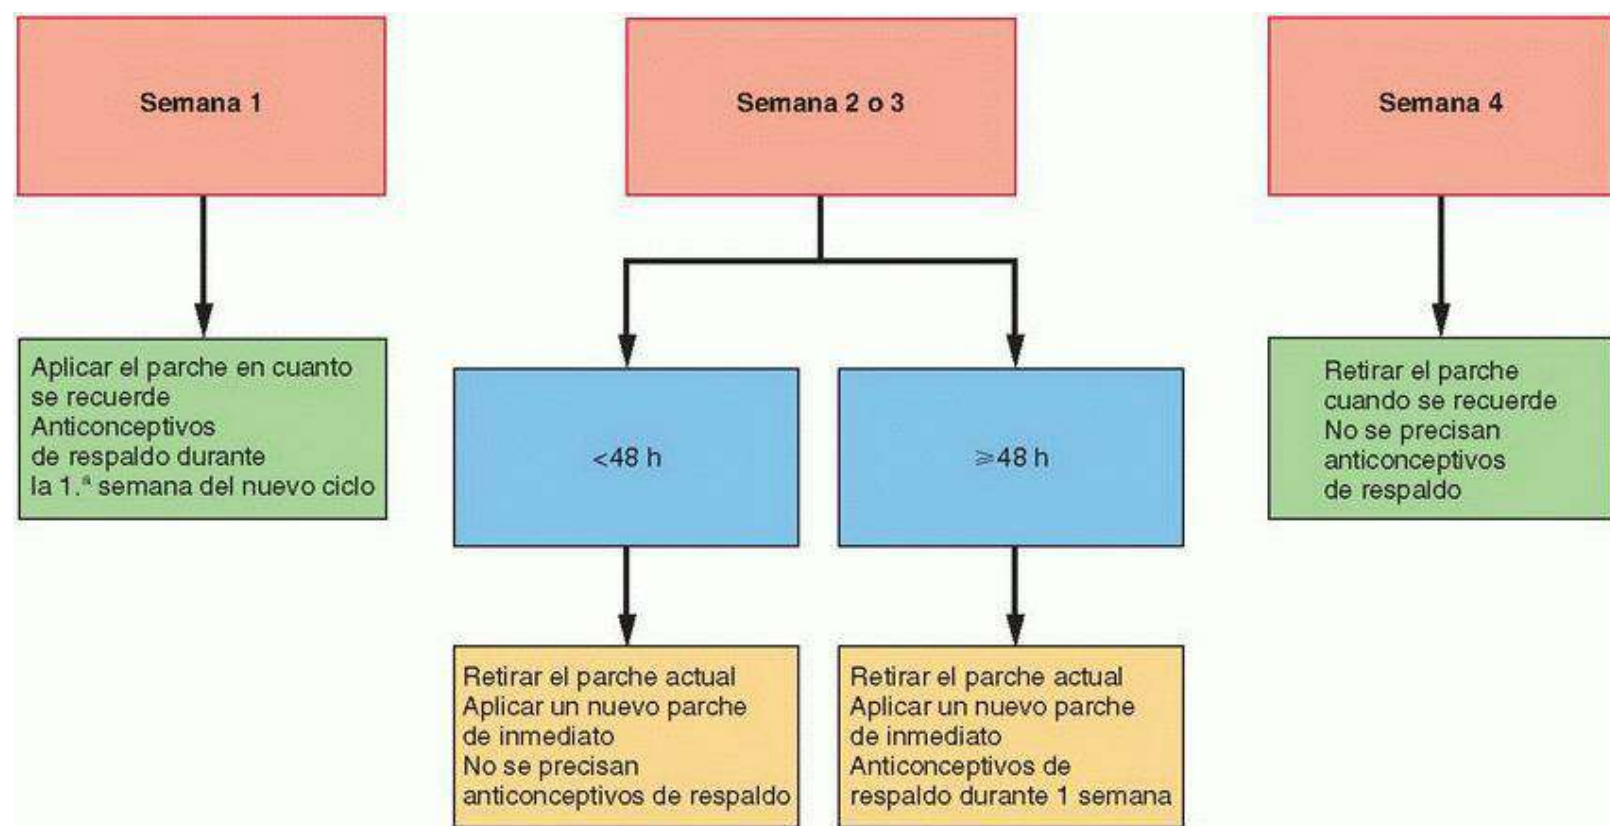 Semana 1
Semana 2 o 3
Semana 4
Aplicar el parche en cuanto
se recuerde
Anticonceptivos
de respaldo durante
la 1.ª semana del nuevo ciclo
<48 h
⩾48 h
Retirar el parche
cuando se recuerde
No se precisan
anticonceptivos
de respaldo
Retirar el parche actual
Aplicar un nuevo parche
de inmediato
No se precisan
anticonceptivos de respaldo
Retirar el parche actual
Aplicar un nuevo parche
de inmediato
Anticonceptivos de
respaldo durante 1 semana